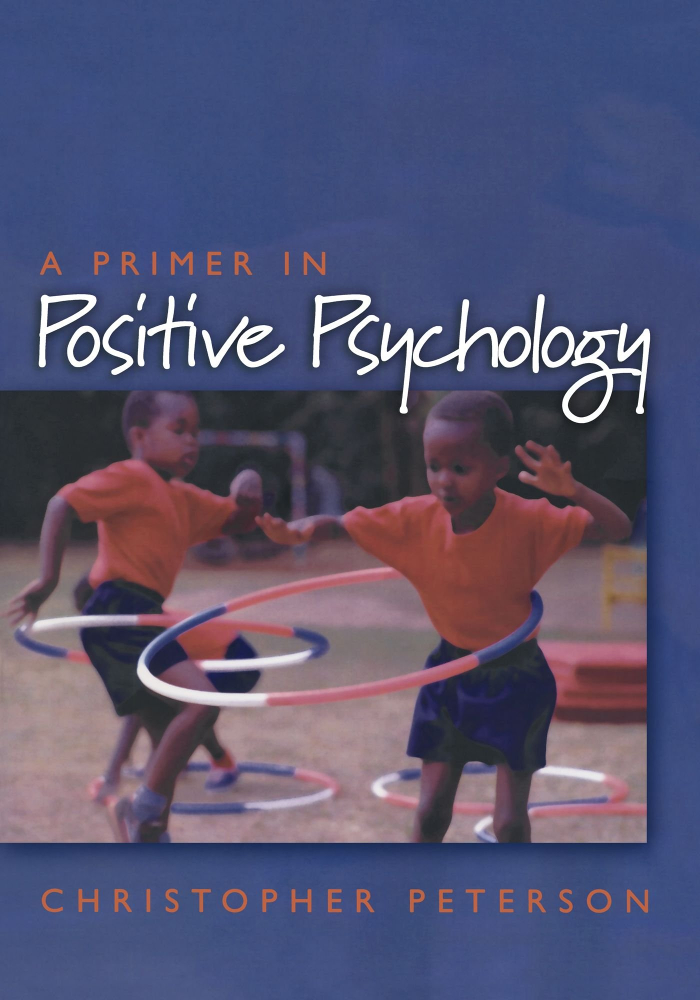 A PRIMER IN
Positive Psychology
CHRISTOPHER PETERSON